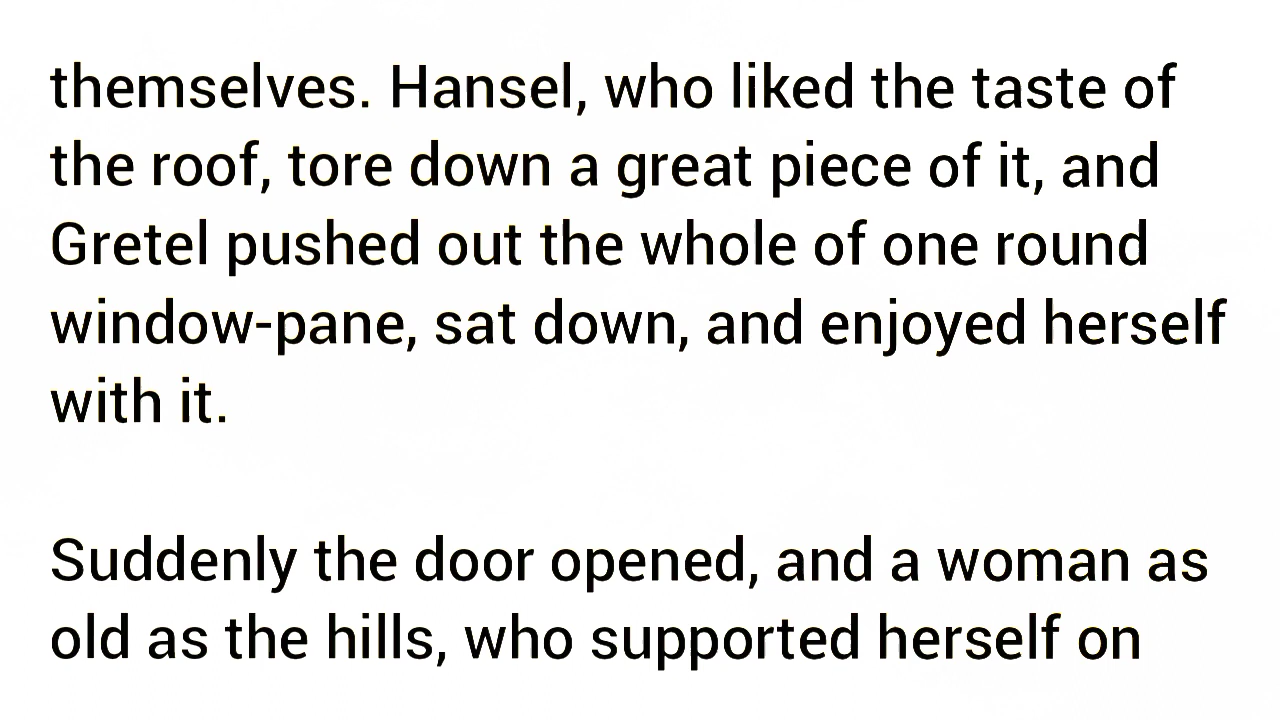 themselves. Hansel, who liked the taste of
the roof, tore down a great piece of it, and
Gretel pushed out the whole of one round
window-pane, sat down, and enjoyed herself
with it.
Suddenly the door opened, and a woman as
old as the hills, who supported herself on